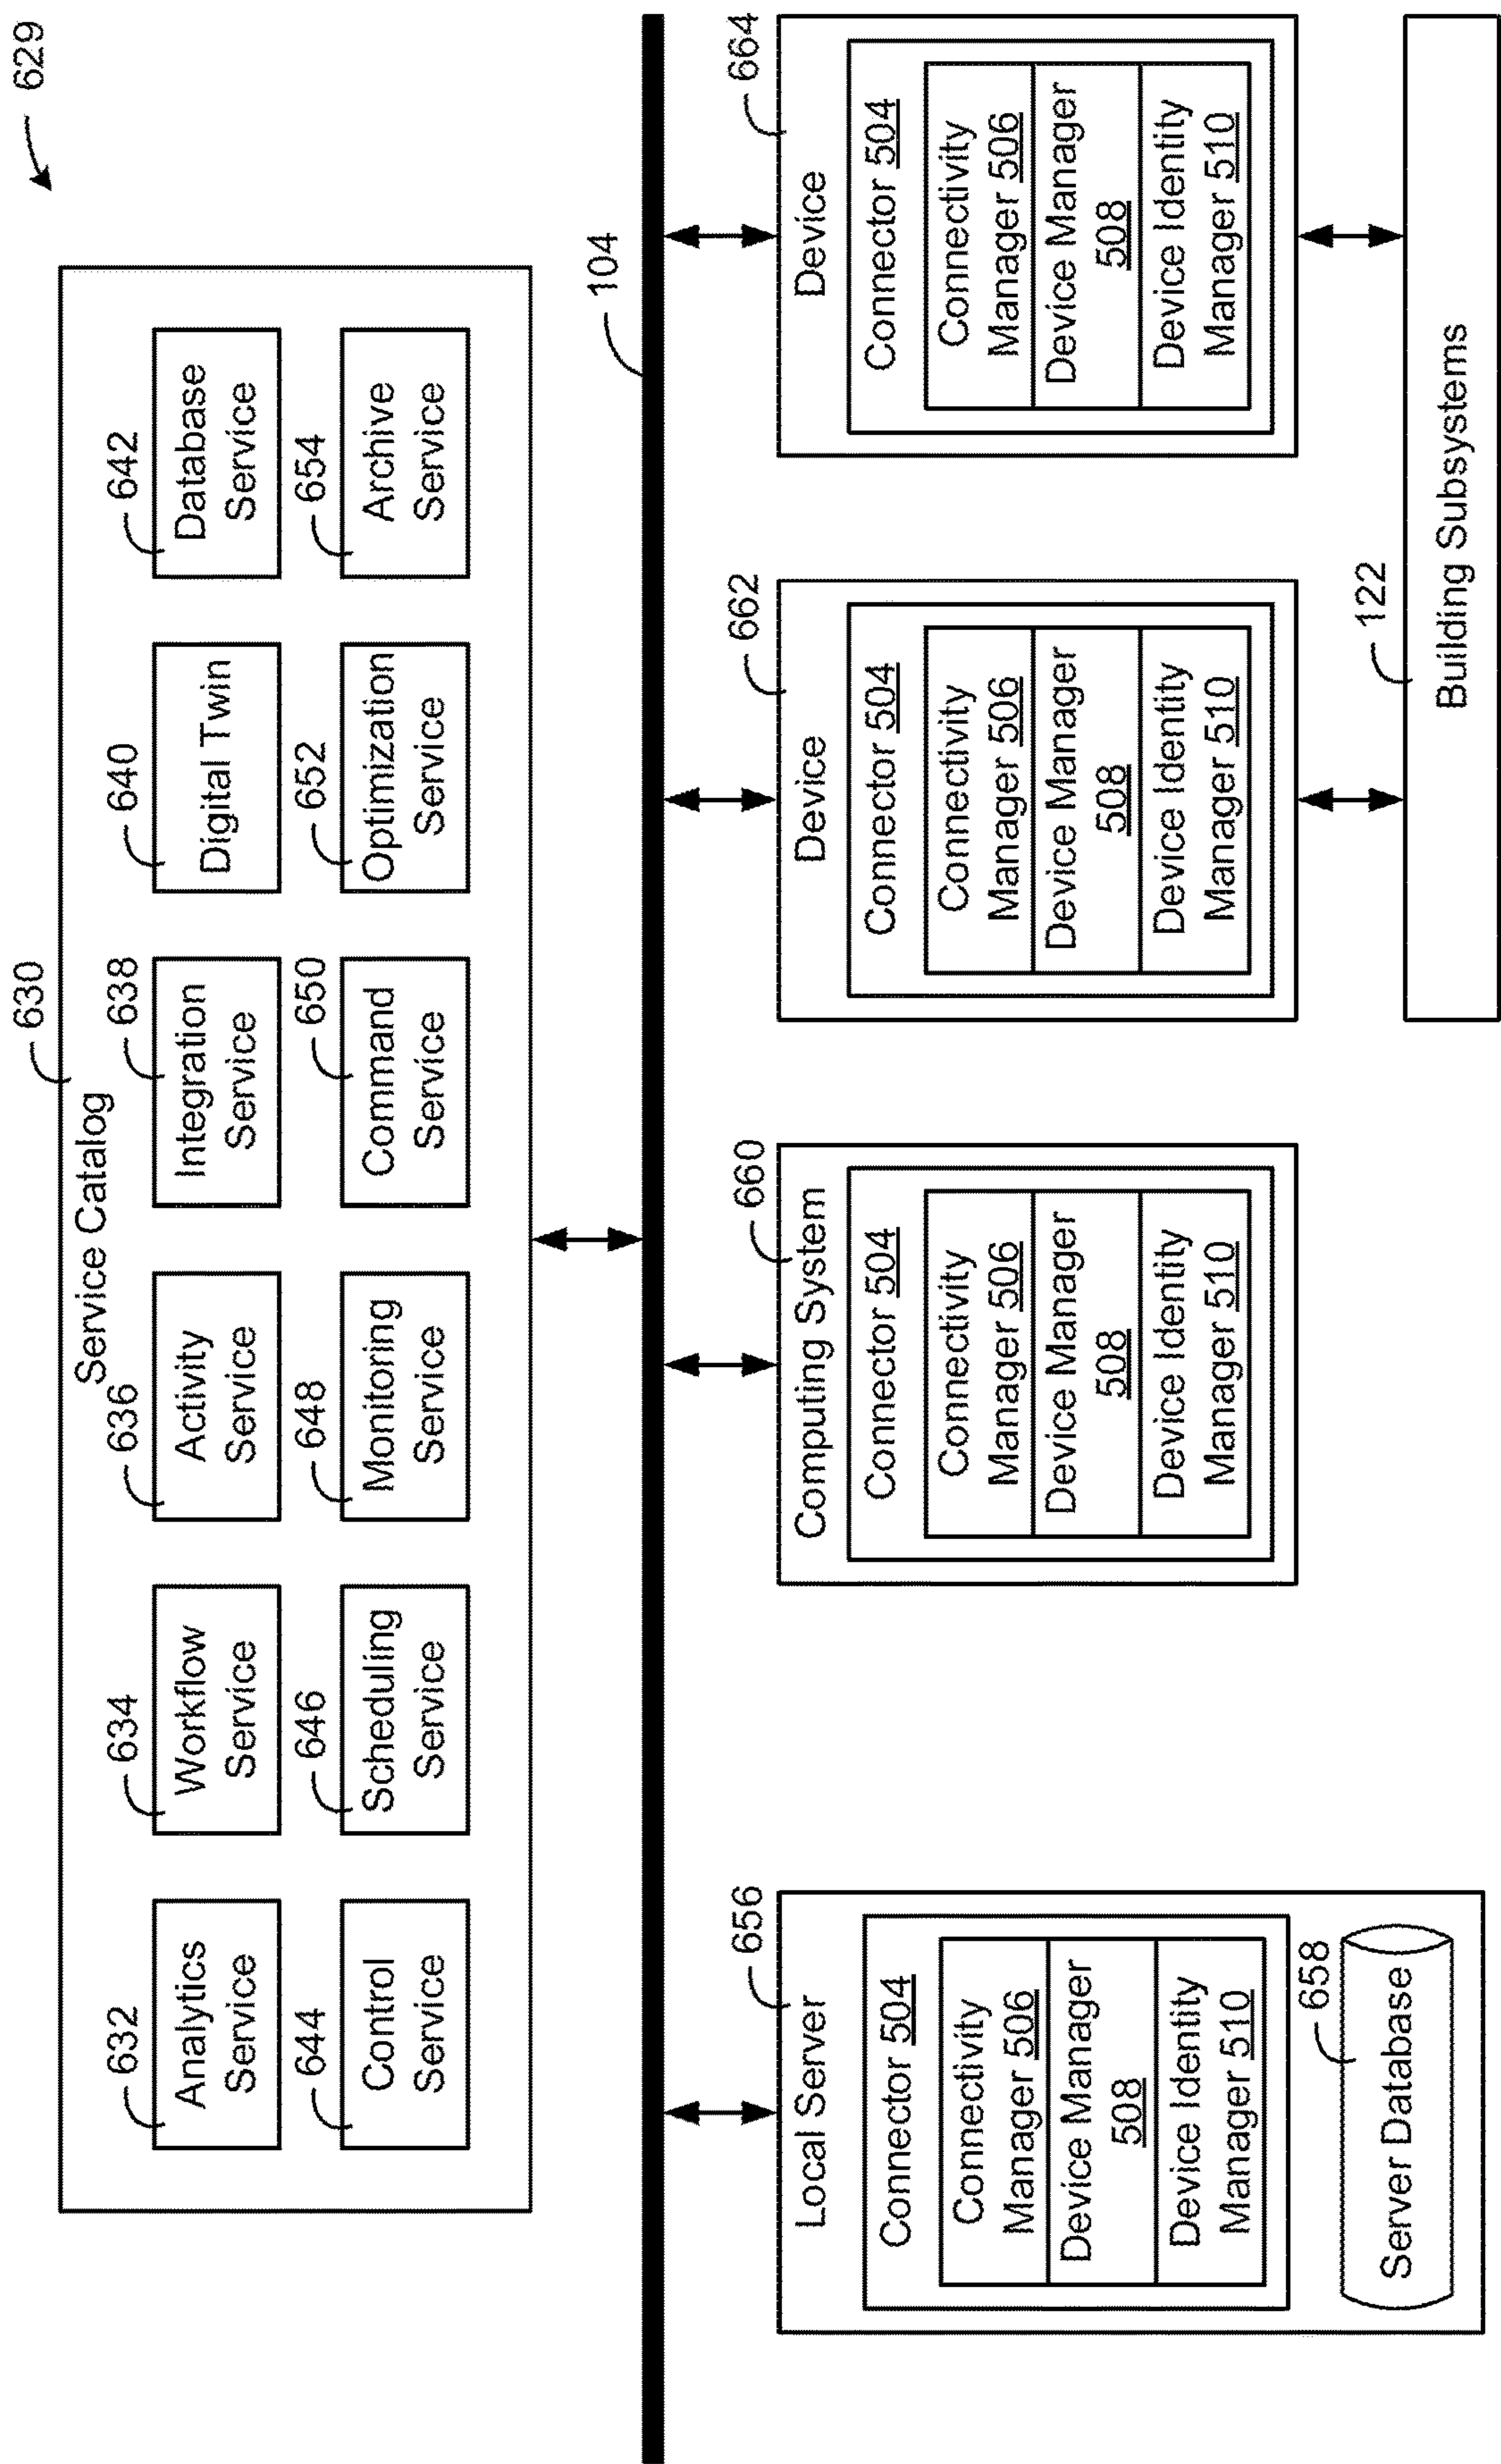 629
630
Service Catalog
632
634
636
638
640
642
Analytics
Service
Workflow
Service
Activity
Service
Integration
Service
Digital Twin
Database
Service
644
646
648
650
652
654
Control
Service
Scheduling
Service
Monitoring
Service
Command
Service
Optimization
Service
Archive
Service
104
656
Local Server
Connector 504
Connectivity
Manager 506
Device Manager
508
Device Identity
Manager 510
658
Server Database
660
Computing System
Connector 504
Connectivity
Manager 506
Device Manager
508
Device Identity
Manager 510
662
Device
Connector 504
Connectivity
Manager 506
Device Manager
508
Device Identity
Manager 510
664
Device
Connector 504
Connectivity
Manager 506
Device Manager
508
Device Identity
Manager 510
122
Building Subsystems